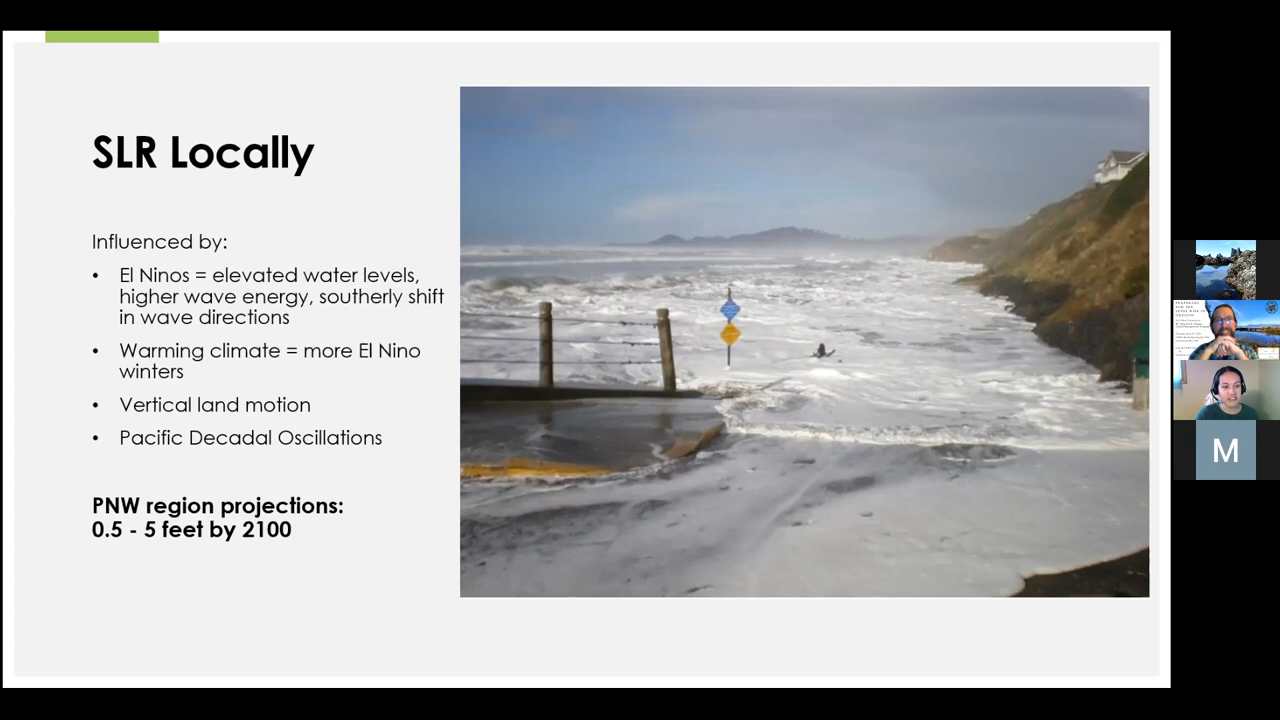 SLR Locally
Influenced by:
• El Ninos = elevated water levels,
higher wave energy, southerly shift
in wave directions
• Warming climate = more El Nino
winters
• Vertical land motion
• Pacific Decadal Oscillations
PNW region projections:
0.5 - 5 feet by 2100
M